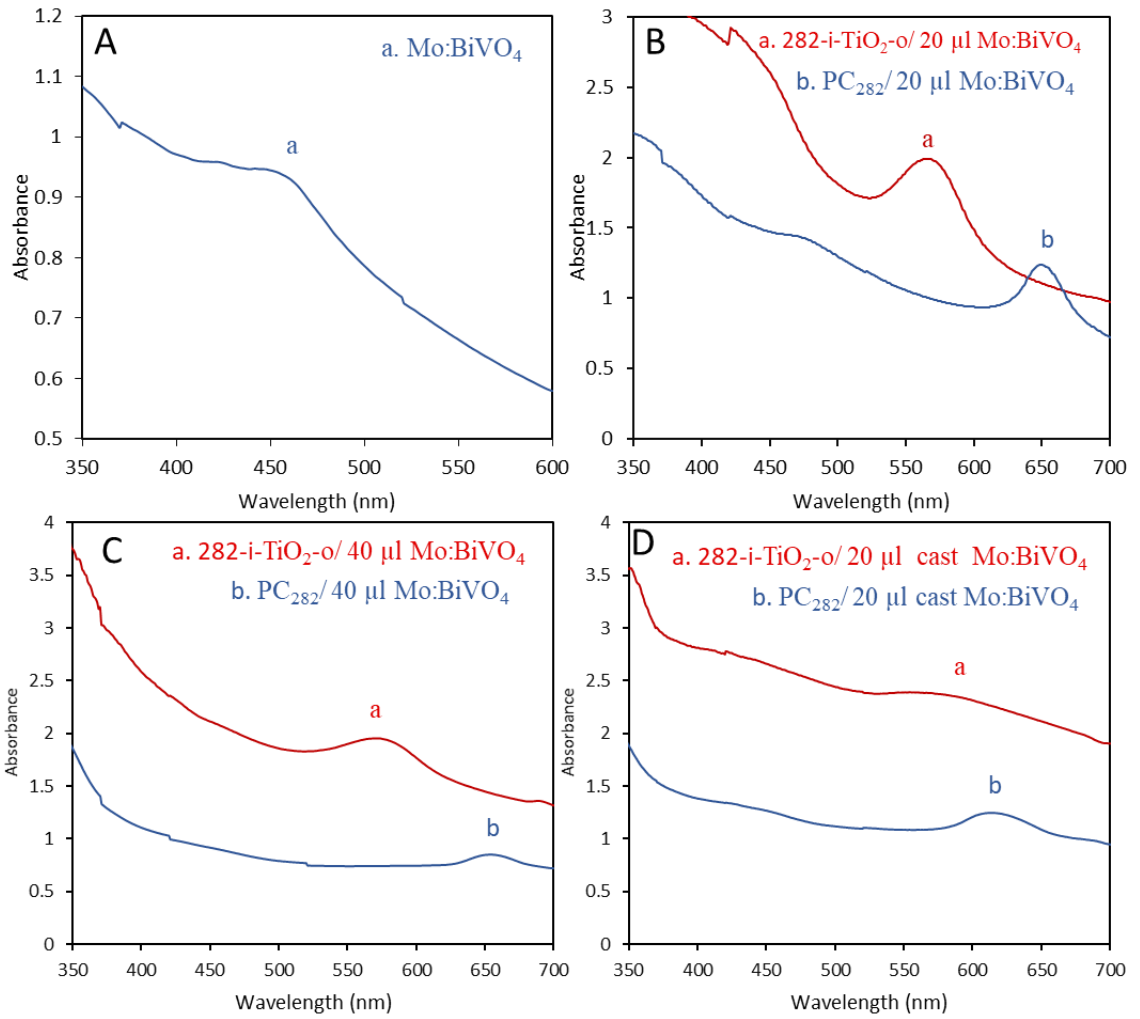 A
a. Mo:BiVO₄
a
1.2
1.1
1
0.9
0.8
0.7
0.6
0.5
Absorbance
350 400 450 500 550 600
Wavelength (nm)
B
a. 282-i-TiO₂-o/ 20 µl Mo:BiVO₄
b. PC₂₈₂/ 20 µl Mo:BiVO₄
a
b
3
2.5
2
1.5
1
0.5
0
Absorbance
350 400 450 500 550 600 650 700
Wavelength (nm)
C
a. 282-i-TiO₂-o/ 40 µl Mo:BiVO₄
b. PC₂₈₂/ 40 µl Mo:BiVO₄
a
b
4
3.5
3
2.5
2
1.5
1
0.5
0
Absorbance
350 400 450 500 550 600 650 700
Wavelength (nm)
D
a. 282-i-TiO₂-o/ 20 µl cast Mo:BiVO₄
b. PC₂₈₂/ 20 µl cast Mo:BiVO₄
a
b
4
3.5
3
2.5
2
1.5
1
0.5
0
Absorbance
350 400 450 500 550 600 650 700
Wavelength (nm)